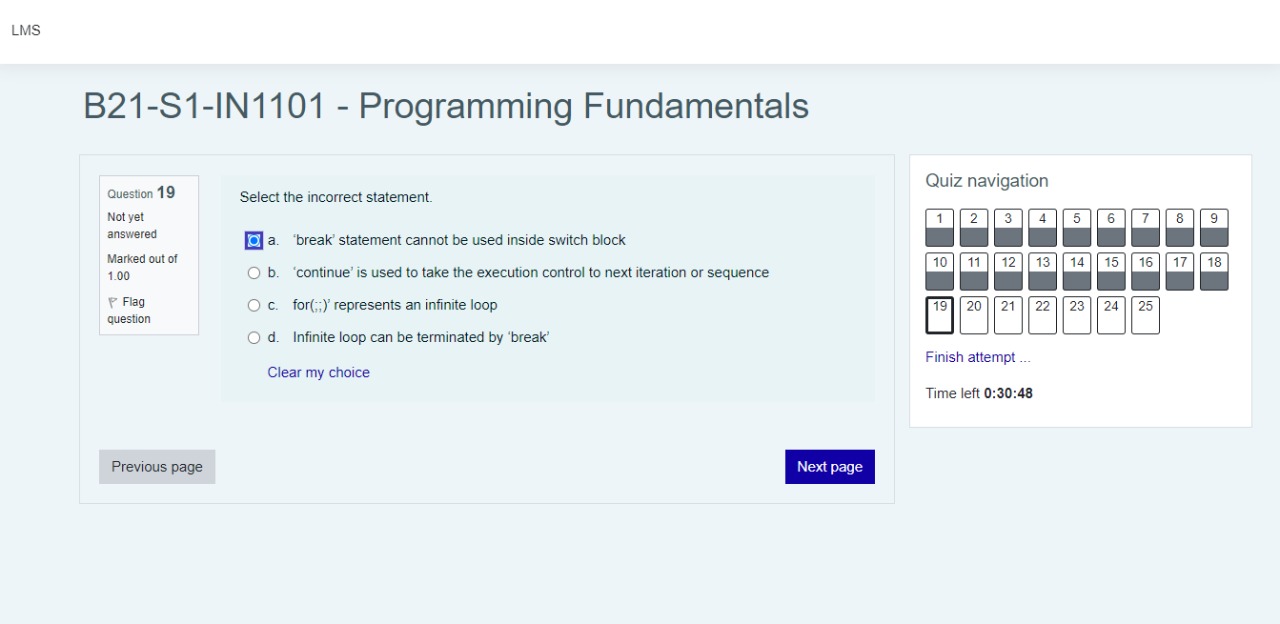 LMS
B21-S1-IN1101 - Programming Fundamentals
Question 19
Not yet
answered
Marked out of
1.00
Flag
question
Select the incorrect statement.
a. 'break' statement cannot be used inside switch block
b. 'continue' is used to take the execution control to next iteration or sequence
c. for(;;)' represents an infinite loop
d. Infinite loop can be terminated by 'break'
Clear my choice
Previous page
Next page
Quiz navigation
1 2 3 4 5 6 7 8 9
10 11 12 13 14 15 16 17 18
19 20 21 22 23 24 25
Finish attempt ...
Time left 0:30:48